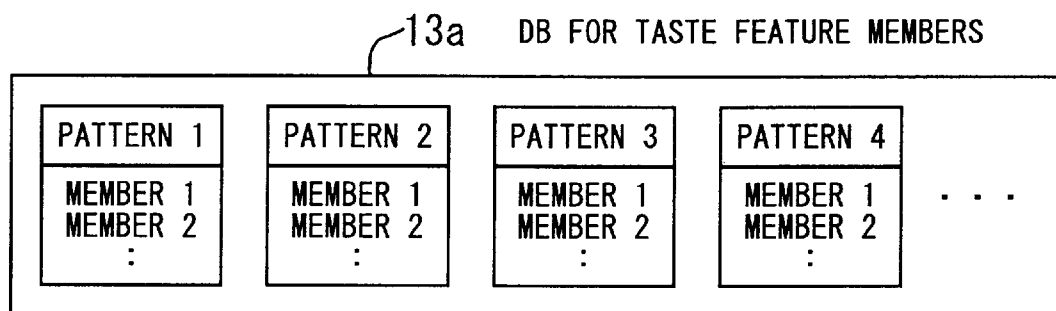 13a DB FOR TASTE FEATURE MEMBERS
PATTERN 1 PATTERN 2 PATTERN 3 PATTERN 4
MEMBER 1 MEMBER 1 MEMBER 1 MEMBER 1 . . .
MEMBER 2 MEMBER 2 MEMBER 2 MEMBER 2
: : : :